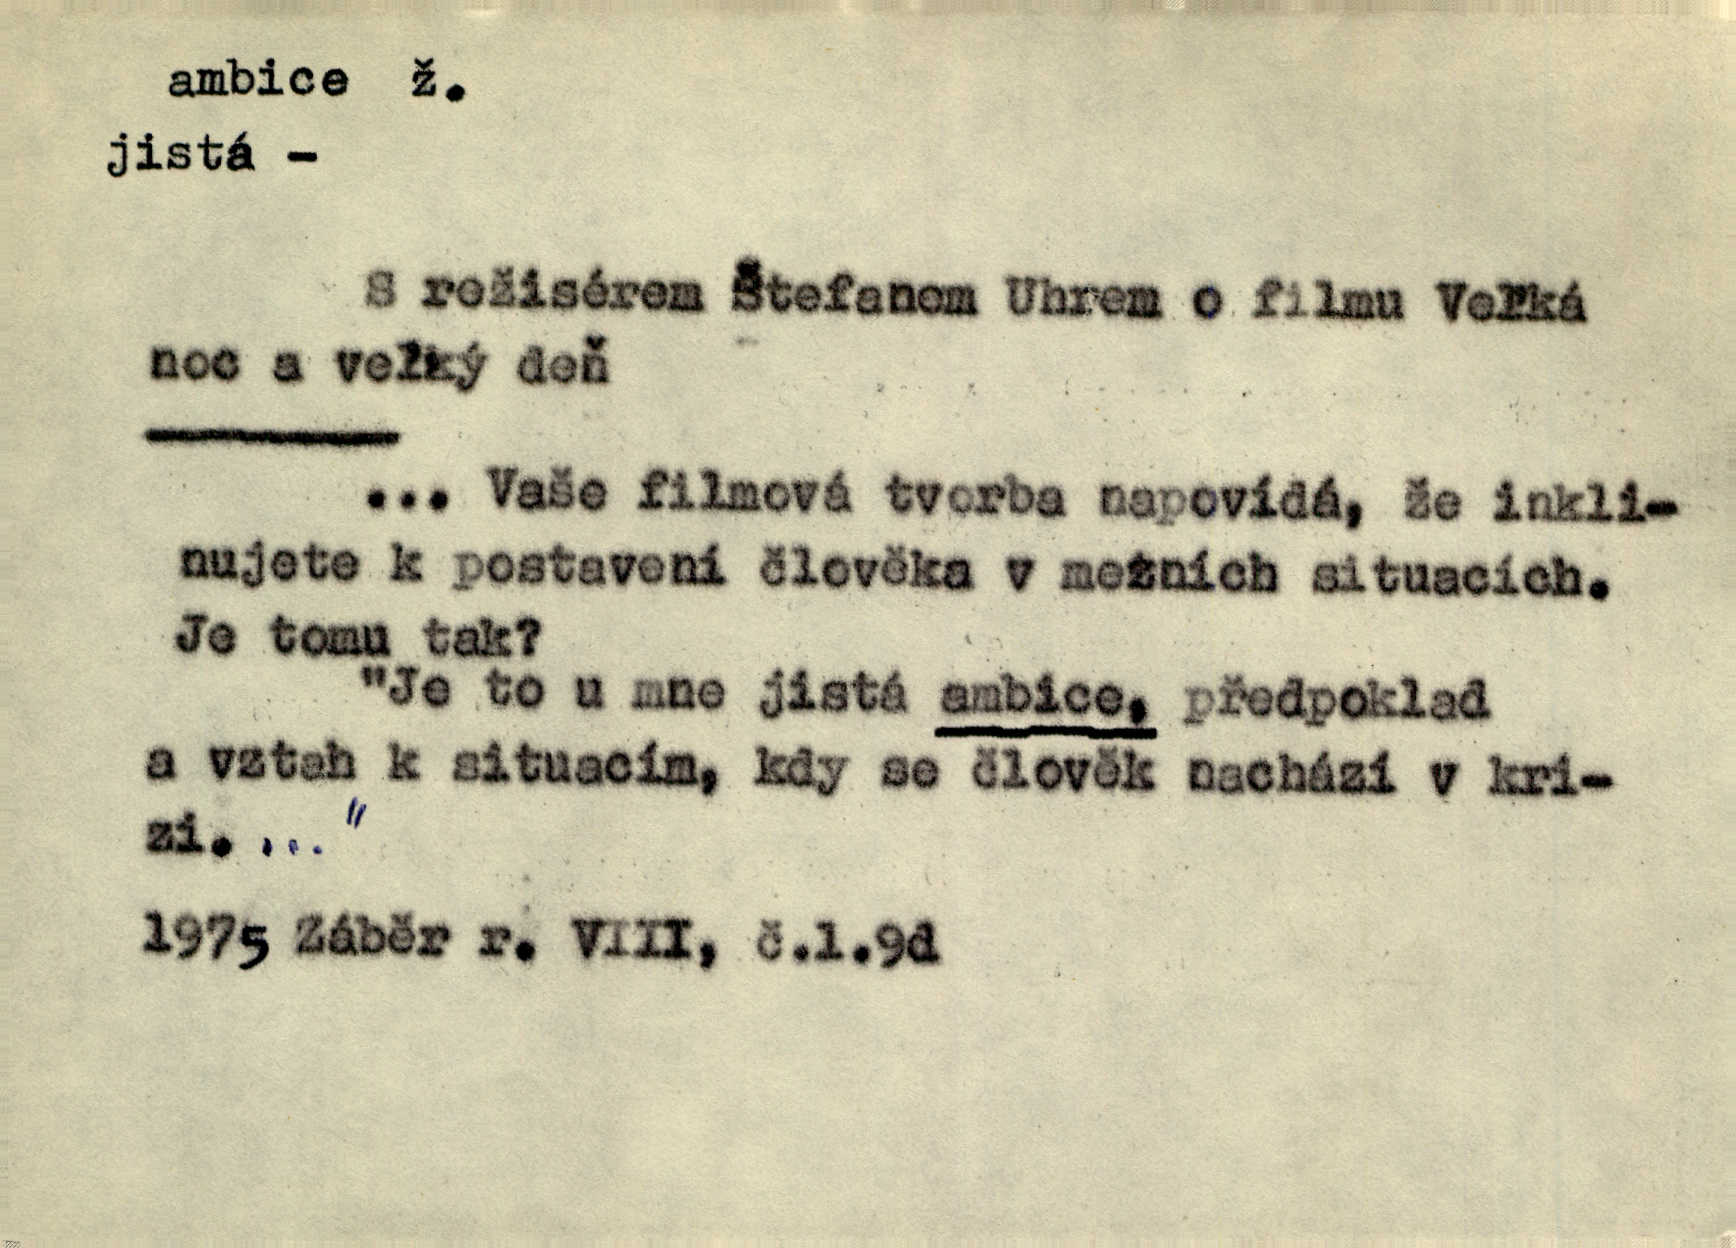 ambice ž.
jistá -
S režisérem Štefanem Uhrem o filmu Veľká
noc a veľký deň
... Vaše filmová tvorba napovídá, že inkli-
nujete k postavení člověka v mezních situacích.
Je tomu tak?
"Je to u mne jistá ambice, předpoklad
a vztah k situacím, kdy se člověk nachází v kri-
zi. ..."
1975 Záběr r. VIII, č.1.9d